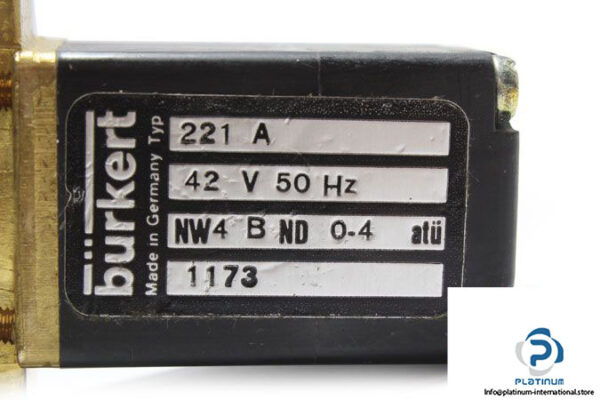 burkert
Made in Germany Typ
221 A
42 V 50 Hz
NW4 B ND 0-4 atü
1173
PLATINUM
Info@platinum-international.store